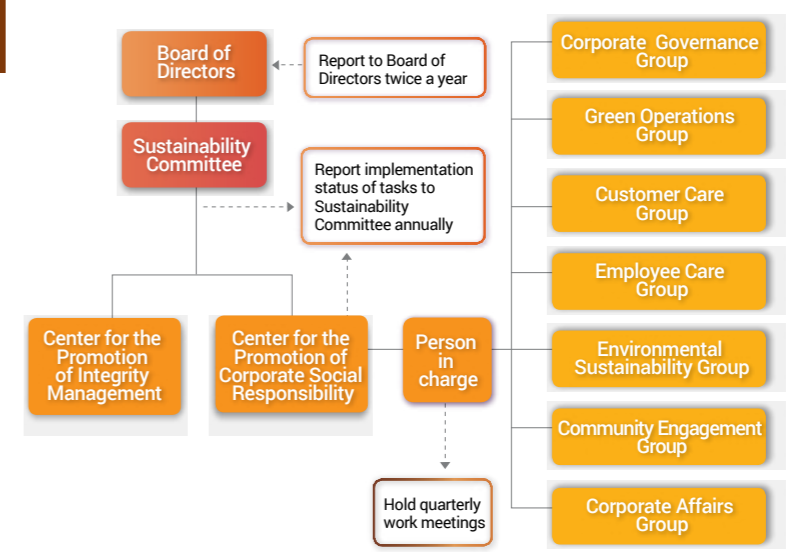 Board of
Directors
Report to Board of
Directors twice a year
Sustainability
Committee
Report implementation
status of tasks to
Sustainability
Committee annually
Center for the
Promotion
of Integrity
Management
Center for the
Promotion of
Corporate Social
Responsibility
Person
in
charge
Hold quarterly
work meetings
Corporate Governance
Group
Green Operations
Group
Customer Care
Group
Employee Care
Group
Environmental
Sustainability Group
Community Engagement
Group
Corporate Affairs
Group